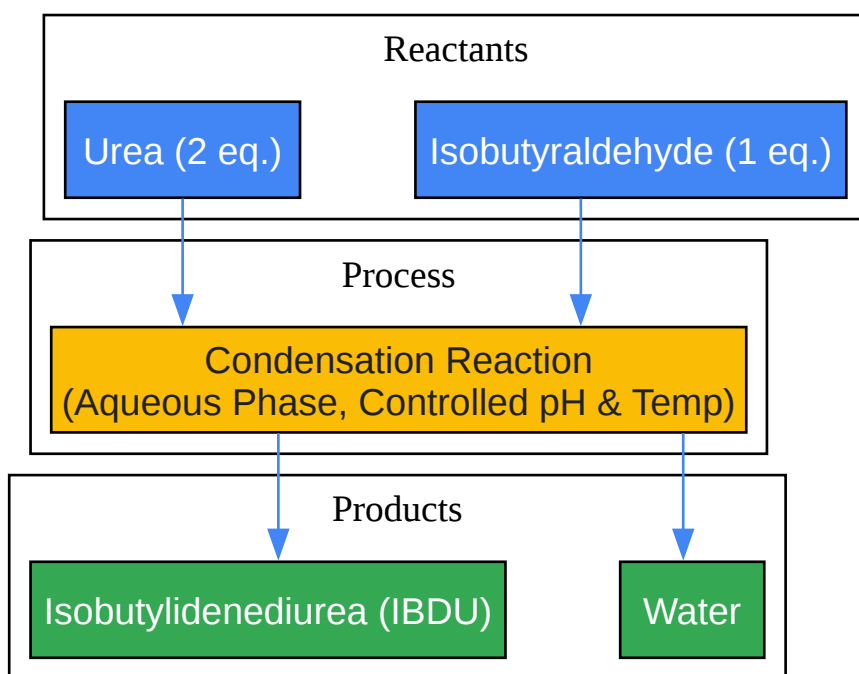 Reactants
Urea (2 eq.)
Isobutyraldehyde (1 eq.)
Process
Condensation Reaction
(Aqueous Phase, Controlled pH & Temp)
Products
Isobutylidenediurea (IBDU)
Water